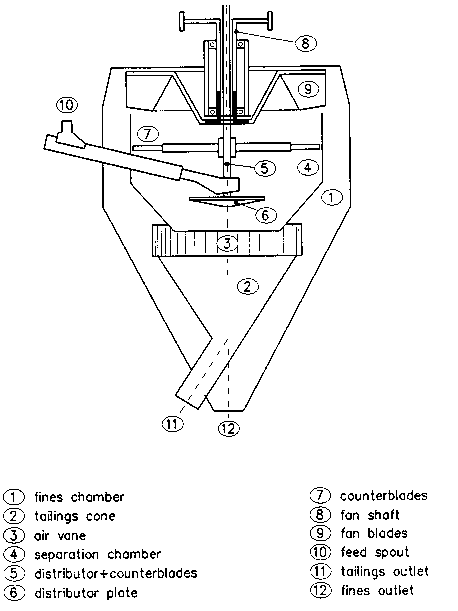 8
9
10
7
5
4
1
6
3
2
11
12
1 fines chamber
2 tailings cone
3 air vane
4 separation chamber
5 distributor+counterblades
6 distributor plate
7 counterblades
8 fan shaft
9 fan blades
10 feed spout
11 tailings outlet
12 fines outlet